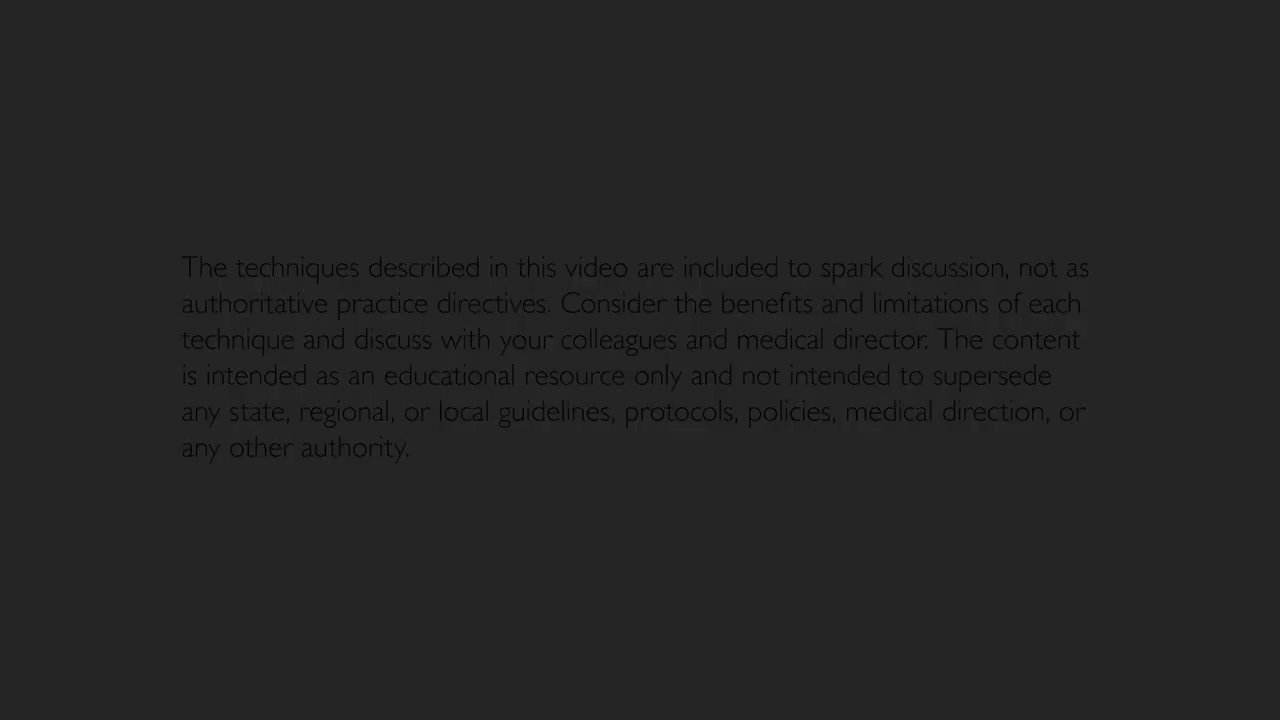 The techniques described in this video are included to spark discussion, not as
authoritative practice directives. Consider the benefits and limitations of each
technique and discuss with your colleagues and medical director. The content
is intended as an educational resource only and not intended to supersede
any state, regional, or local guidelines, protocols, policies, medical direction, or
any other authority.